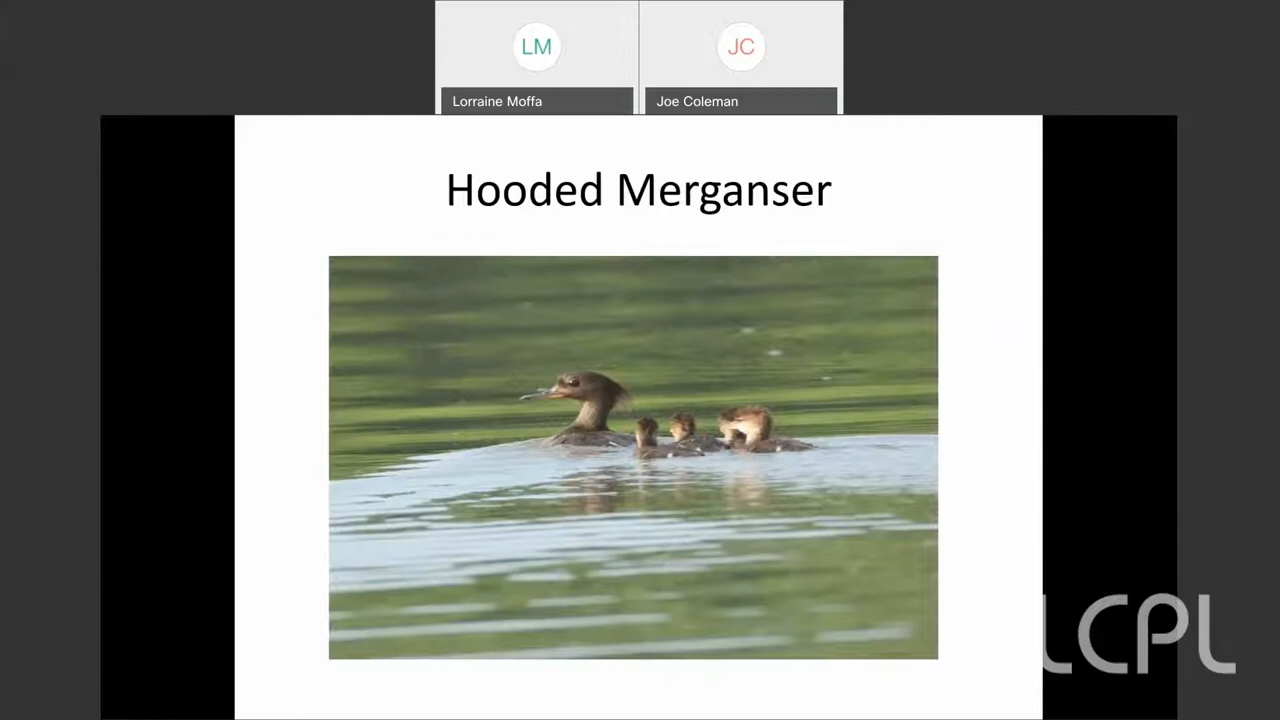 LM
JC
Lorraine Moffa
Joe Coleman
Hooded Merganser
LCPL